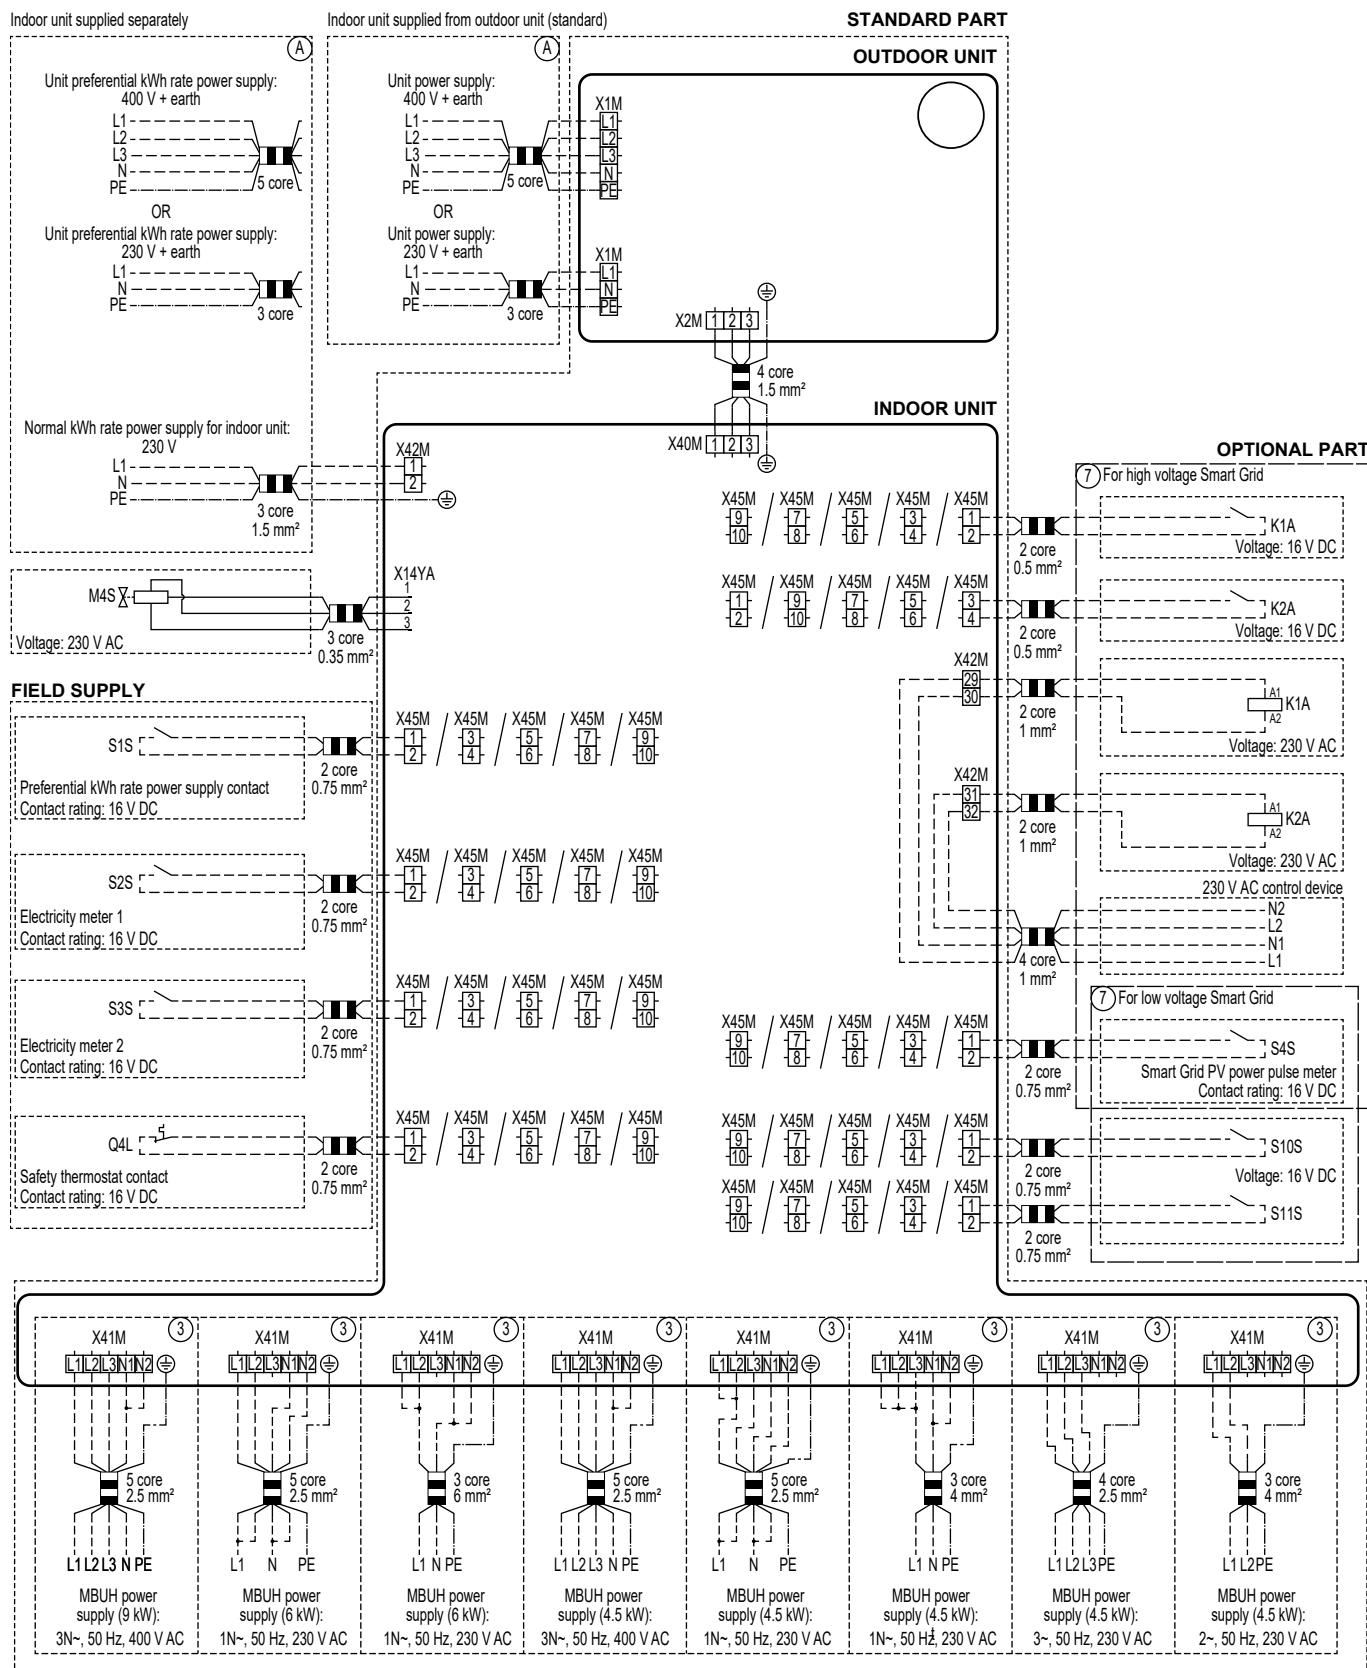 Indoor unit supplied separately
A
Unit preferential kWh rate power supply:
400 V + earth
L1
L2
L3
N
PE
5 core
OR
Unit preferential kWh rate power supply:
230 V + earth
L1
N
PE
3 core
Normal kWh rate power supply for indoor unit:
230 V
L1
N
PE
3 core
1.5 mm²
Indoor unit supplied from outdoor unit (standard)
A
Unit power supply:
400 V + earth
L1
L2
L3
N
PE
5 core
OR
Unit power supply:
230 V + earth
L1
N
PE
3 core
STANDARD PART
OUTDOOR UNIT
X1M
L1
L2
L3
N
PE
X1M
L1
N
PE
X2M 1 2 3
4 core
1.5 mm²
INDOOR UNIT
X40M 1 2 3
X42M
1
2
M4S
Voltage: 230 V AC
3 core
0.35 mm²
X14YA
1
2
3
FIELD SUPPLY
S1S
Preferential kWh rate power supply contact
Contact rating: 16 V DC
2 core
0.75 mm²
X45M / X45M / X45M / X45M / X45M
1 3 5 7 9
2 4 6 8 10
S2S
Electricity meter 1
Contact rating: 16 V DC
2 core
0.75 mm²
X45M / X45M / X45M / X45M / X45M
1 3 5 7 9
2 4 6 8 10
S3S
Electricity meter 2
Contact rating: 16 V DC
2 core
0.75 mm²
X45M / X45M / X45M / X45M / X45M
1 3 5 7 9
2 4 6 8 10
Q4L
Safety thermostat contact
Contact rating: 16 V DC
2 core
0.75 mm²
X45M / X45M / X45M / X45M / X45M
1 3 5 7 9
2 4 6 8 10
OPTIONAL PART
7 For high voltage Smart Grid
X45M / X45M / X45M / X45M / X45M
9 7 5 3 1
10 8 6 4 2
2 core
0.5 mm²
K1A
Voltage: 16 V DC
X45M / X45M / X45M / X45M / X45M
1 9 7 5 3
2 10 8 6 4
2 core
0.5 mm²
K2A
Voltage: 16 V DC
X42M
29
30
2 core
1 mm²
A1
K1A
A2
Voltage: 230 V AC
X42M
31
32
2 core
1 mm²
A1
K2A
A2
Voltage: 230 V AC
230 V AC control device
N2
L2
N1
L1
4 core
1 mm²
7 For low voltage Smart Grid
X45M / X45M / X45M / X45M / X45M
9 7 5 3 1
10 8 6 4 2
2 core
0.75 mm²
S4S
Smart Grid PV power pulse meter
Contact rating: 16 V DC
X45M / X45M / X45M / X45M / X45M
9 7 5 3 1
10 8 6 4 2
2 core
0.75 mm²
S10S
Voltage: 16 V DC
X45M / X45M / X45M / X45M / X45M
9 7 5 3 1
10 8 6 4 2
2 core
0.75 mm²
S11S
3
X41M
L1 L2 L3 N1 N2
5 core
2.5 mm²
L1 L2 L3 N PE
MBUH power
supply (9 kW):
3N~, 50 Hz, 400 V AC
3
X41M
L1 L2 L3 N1 N2
5 core
2.5 mm²
L1 N PE
MBUH power
supply (6 kW):
1N~, 50 Hz, 230 V AC
3
X41M
L1 L2 L3 N1 N2
3 core
6 mm²
L1 N PE
MBUH power
supply (6 kW):
1N~, 50 Hz, 230 V AC
3
X41M
L1 L2 L3 N1 N2
5 core
2.5 mm²
L1 L2 L3 N PE
MBUH power
supply (4.5 kW):
3N~, 50 Hz, 400 V AC
3
X41M
L1 L2 L3 N1 N2
5 core
2.5 mm²
L1 N PE
MBUH power
supply (4.5 kW):
1N~, 50 Hz, 230 V AC
3
X41M
L1 L2 L3 N1 N2
3 core
4 mm²
L1 N PE
MBUH power
supply (4.5 kW):
1N~, 50 Hz, 230 V AC
3
X41M
L1 L2 L3 N1 N2
4 core
2.5 mm²
L1 L2 L3 PE
MBUH power
supply (4.5 kW):
3~, 50 Hz, 230 V AC
3
X41M
L1 L2 L3 N1 N2
3 core
4 mm²
L1 L2 PE
MBUH power
supply (4.5 kW):
2~, 50 Hz, 230 V AC